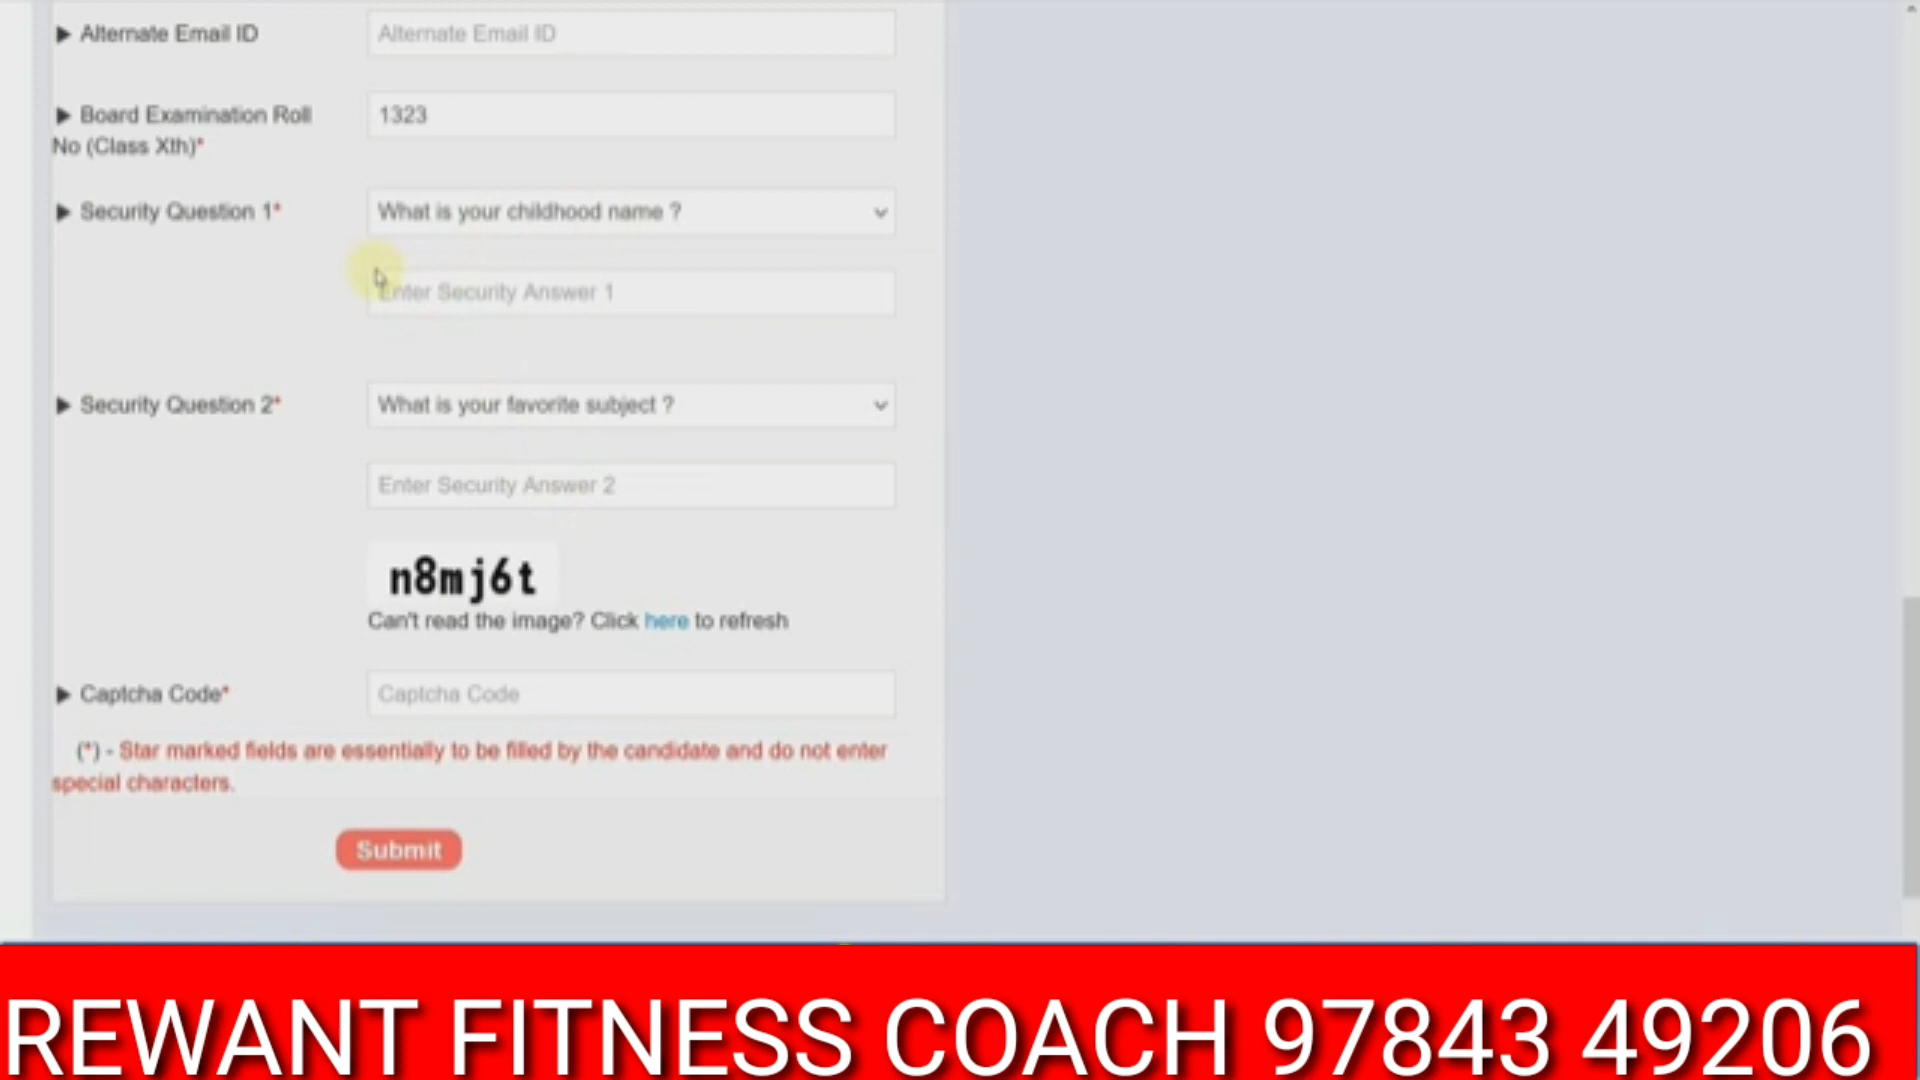 Alternate Email ID Alternate Email ID
Board Examination Roll 1323
No (Class Xth)*
Security Question 1* What is your childhood name ?
Enter Security Answer 1
Security Question 2* What is your favorite subject ?
Enter Security Answer 2
n8mj6t
Can't read the image? Click here to refresh
Captcha Code* Captcha Code
(*) - Star marked fields are essentially to be filled by the candidate and do not enter
special characters.
Submit
REWANT FITNESS COACH 97843 49206